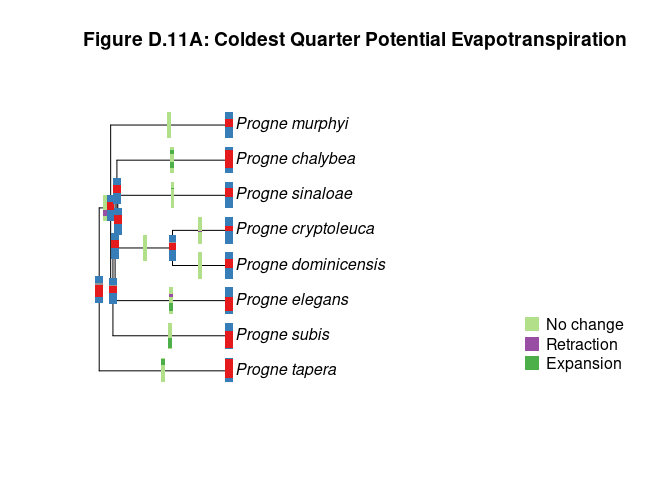 Figure D.11A: Coldest Quarter Potential Evapotranspiration
Progne murphyi
Progne chalybea
Progne sinaloae
Progne cryptoleuca
Progne dominicensis
Progne elegans
Progne subis
Progne tapera
No change
Retraction
Expansion